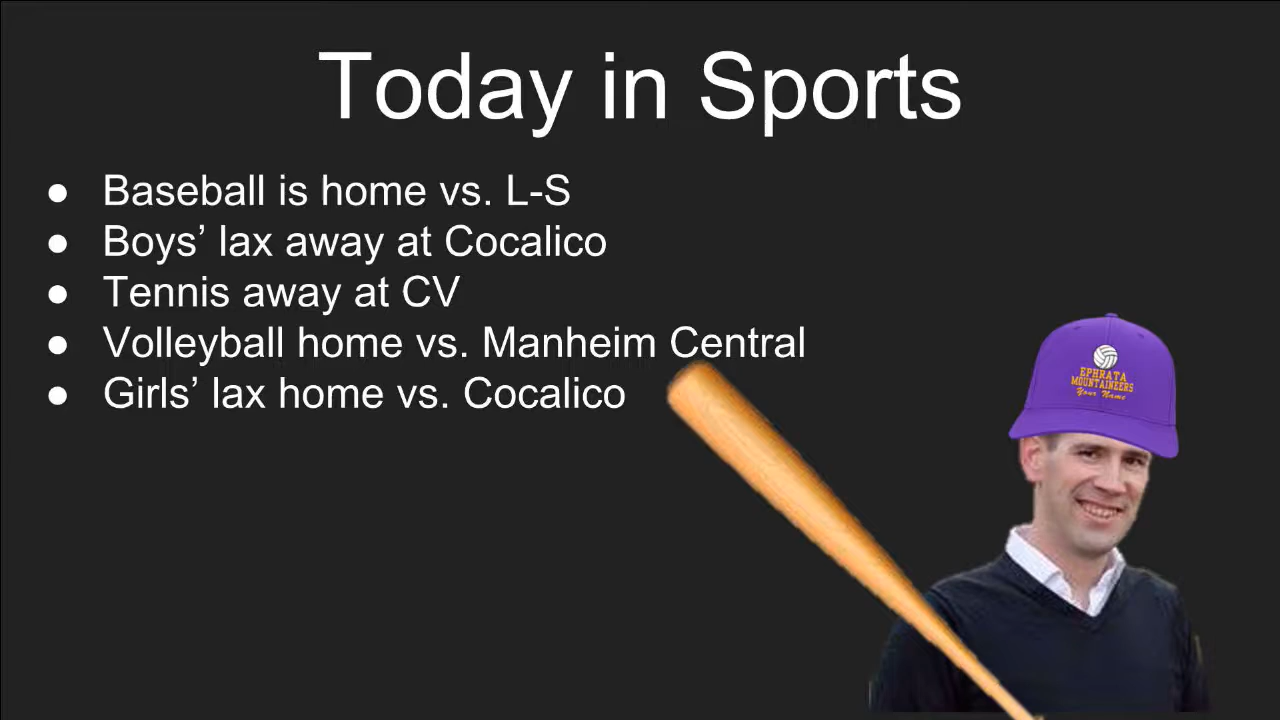 Today in Sports
● Baseball is home vs. L-S
● Boys’ lax away at Cocalico
● Tennis away at CV
● Volleyball home vs. Manheim Central
● Girls’ lax home vs. Cocalico
EPHRATA
MOUNTAINEERS
Your Name